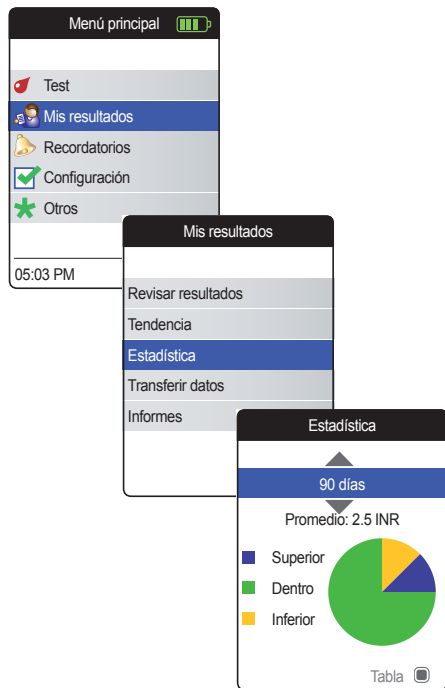 Menú principal
Test
Mis resultados
Recordatorios
Configuración
Otros
05:03 PM
Mis resultados
Revisar resultados
Tendencia
Estadística
Transferir datos
Informes
Estadística
90 días
Promedio: 2.5 INR
Superior
Dentro
Inferior
Tabla